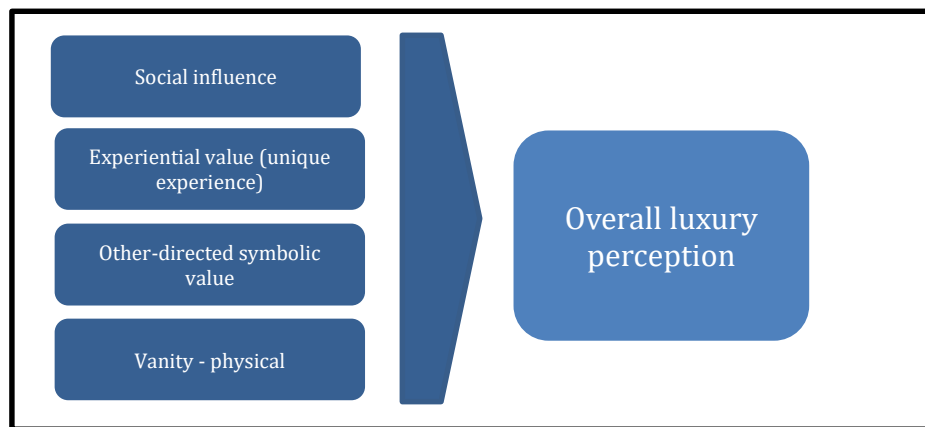 Social influence
Experiential value (unique
experience)
Other-directed symbolic
value
Vanity - physical
Overall luxury
perception